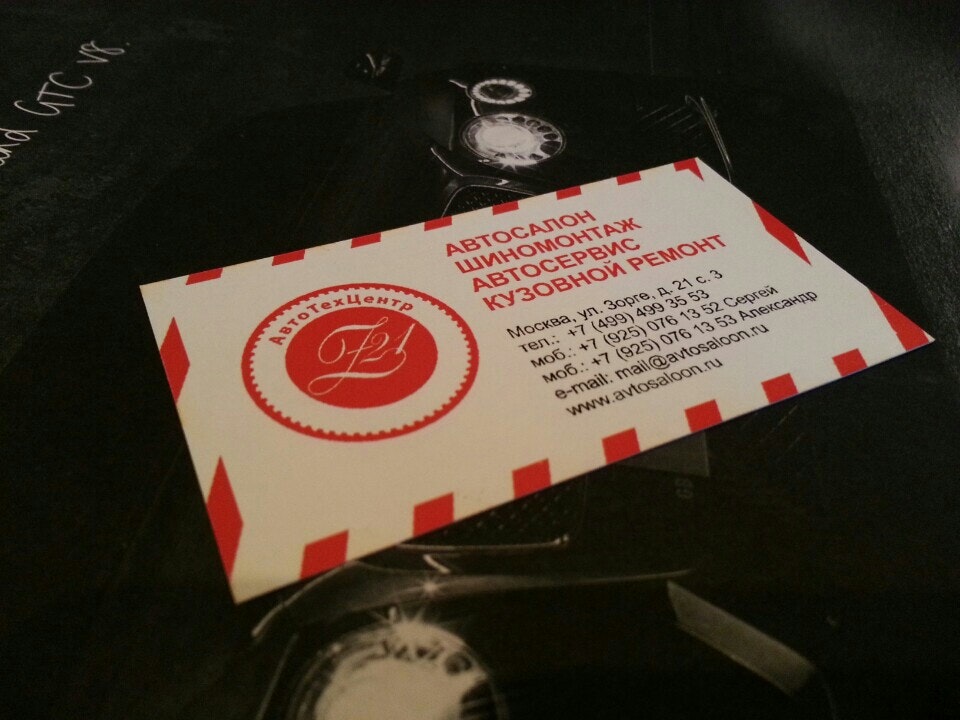 and GTC V8.
АвтоТехЦентр
Z21
АВТОСАЛОН
ШИНОМОНТАЖ
АВТОСЕРВИС
КУЗОВНОЙ РЕМОНТ
Москва, ул. Зорге, д. 21 с. 3
тел.: +7 (499) 499 35 53
моб.: +7 (925) 076 13 52 Сергей
моб.: +7 (925) 076 13 53 Александр
e-mail: mail@avtosaloon.ru
www.avtosaloon.ru